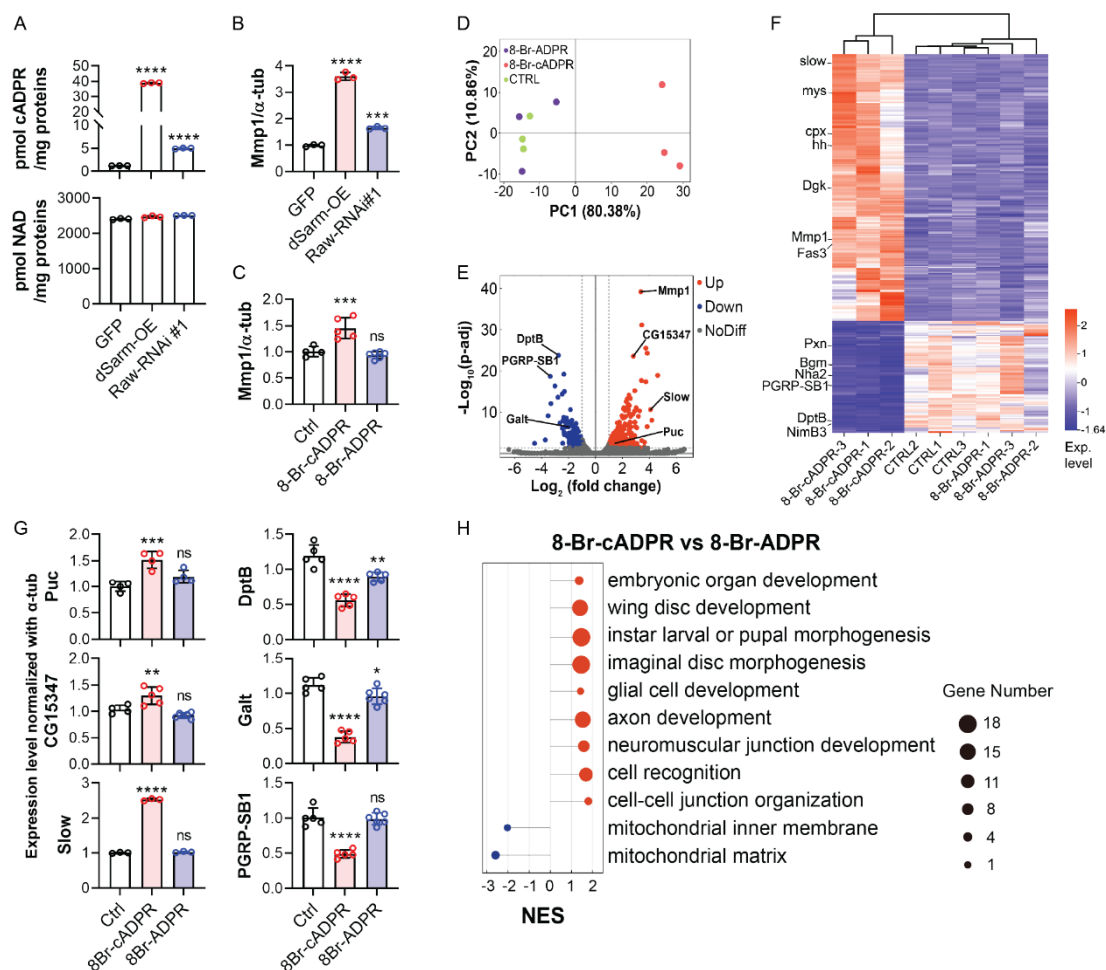 A
pmol cADPR
/mg proteins
50
40
30
20
10
5
0
****
****
pmol NAD
/mg proteins
3000
2000
1000
0
GFP
dSarm-OE
Raw-RNAi #1
B
Mmp1/α-tub
4
3
2
1
0
****
***
GFP
dSarm-OE
Raw-RNAi#1
C
Mmp1/α-tub
2.0
1.5
1.0
0.5
0.0
***
ns
Ctrl
8-Br-cADPR
8-Br-ADPR
D
8-Br-ADPR
8-Br-cADPR
CTRL
PC2 (10.86%)
20
10
0
-10
-20
-10
0
10
20
30
PC1 (80.38%)
E
-Log10(p-adj)
40
30
20
10
-6
-4
-2
0
2
4
6
Log2 (fold change)
Up
Down
NoDiff
Mmp1
CG15347
DptB
PGRP-SB1
Galt
Slow
Puc
F
slow
mys
cpx
hh
Dgk
Mmp1
Fas3
Pxn
Bgm
Nha2
PGRP-SB1
DptB
NimB3
8-Br-cADPR-3
8-Br-cADPR-1
8-Br-cADPR-2
CTRL2
CTRL1
CTRL3
8-Br-ADPR-1
8-Br-ADPR-3
8-Br-ADPR-2
2
1
0
-1
-1.64
Exp.
level
G
Expression level normalized with α-tub
Puc
2.0
1.5
1.0
0.5
0.0
***
ns
CG15347
2.0
1.5
1.0
0.5
0.0
**
ns
Slow
3
2
1
0
****
ns
Ctrl
8Br-cADPR
8Br-ADPR
DptB
1.5
1.0
0.5
0.0
****
**
Galt
1.5
1.0
0.5
0.0
****
*
PGRP-SB1
1.5
1.0
0.5
0.0
****
ns
Ctrl
8Br-cADPR
8Br-ADPR
H
8-Br-cADPR vs 8-Br-ADPR
embryonic organ development
wing disc development
instar larval or pupal morphogenesis
imaginal disc morphogenesis
glial cell development
axon development
neuromuscular junction development
cell recognition
cell-cell junction organization
mitochondrial inner membrane
mitochondrial matrix
-3
-2
-1
0
1
2
NES
Gene Number
18
15
11
8
4
1